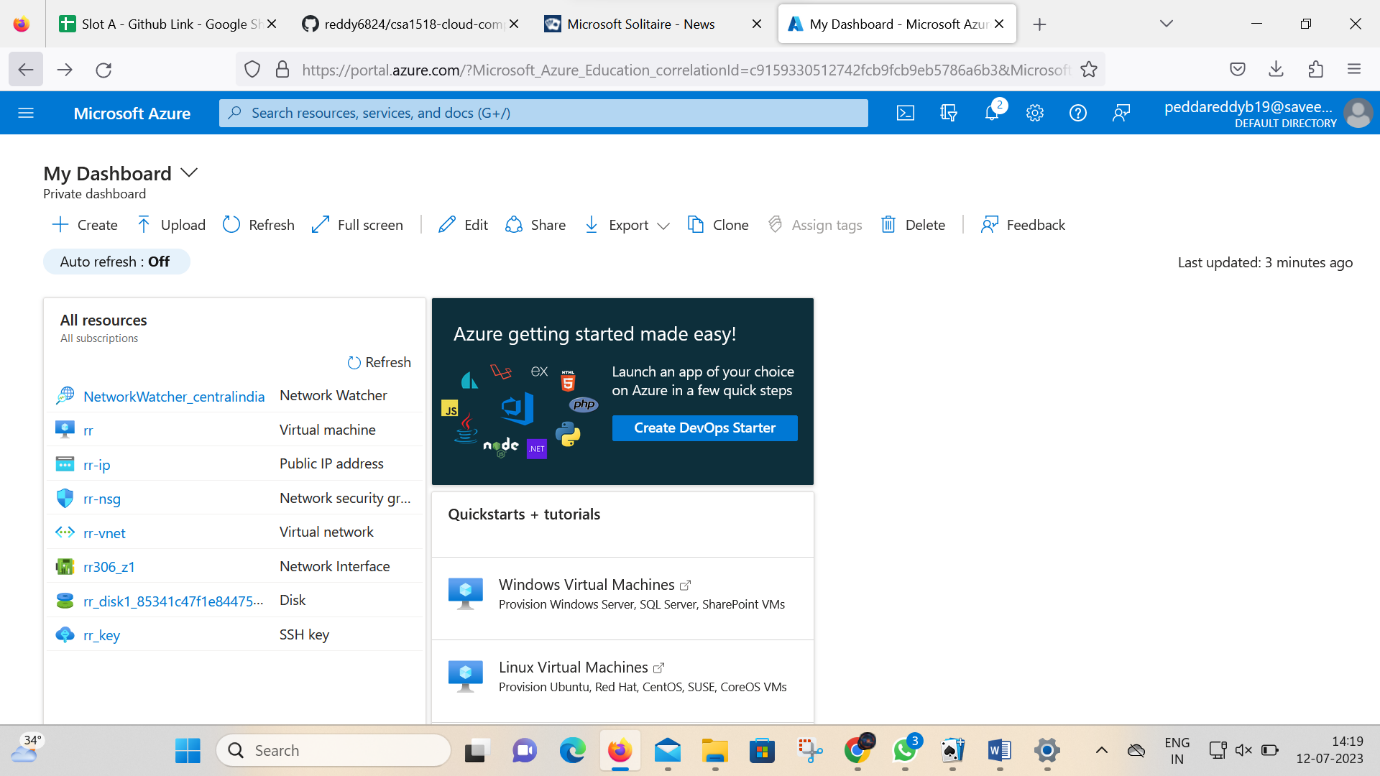 Slot A - Github Link - Google Sh
reddy6824/csa1518-cloud-com
Microsoft Solitaire - News
My Dashboard - Microsoft Azur
https://portal.azure.com/?Microsoft_Azure_Education_correlationId=c9159330512742fcb9fcb9eb5786a6b3&Microsoft
Microsoft Azure
Search resources, services, and docs (G+/)
2
peddareddyb19@savee...
DEFAULT DIRECTORY
My Dashboard
Private dashboard
Create Upload Refresh Full screen Edit Share Export Clone Assign tags Delete Feedback
Auto refresh : Off
Last updated: 3 minutes ago
All resources
All subscriptions
Refresh
NetworkWatcher_centralindia Network Watcher
rr Virtual machine
rr-ip Public IP address
rr-nsg Network security gr...
rr-vnet Virtual network
rr306_z1 Network Interface
rr_disk1_85341c47f1e84475... Disk
rr_key SSH key
Azure getting started made easy!
Launch an app of your choice
on Azure in a few quick steps
Create DevOps Starter
EX
HTML
5
JS
php
node
.NET
Quickstarts + tutorials
Windows Virtual Machines
Provision Windows Server, SQL Server, SharePoint VMs
Linux Virtual Machines
Provision Ubuntu, Red Hat, CentOS, SUSE, CoreOS VMs
34°
Search
3
ENG
IN
14:19
12-07-2023